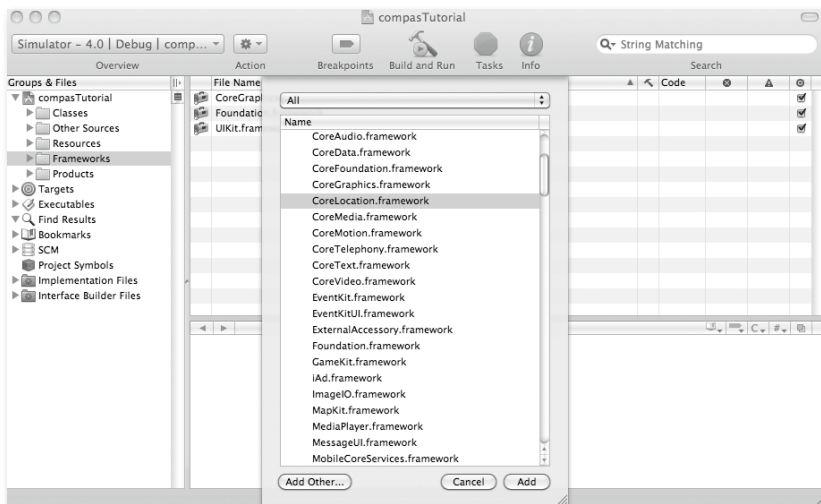 compasTutorial
Simulator - 4.0 | Debug | comp...
String Matching
Overview
Action
Breakpoints
Build and Run
Tasks
Info
Search
Groups & Files
File Name
Code
compasTutorial
Classes
Other Sources
Resources
Frameworks
Products
Targets
Executables
Find Results
Bookmarks
SCM
Project Symbols
Implementation Files
Interface Builder Files
CoreGrap
Foundatio
UIKit.fram
All
Name
CoreAudio.framework
CoreData.framework
CoreFoundation.framework
CoreGraphics.framework
CoreLocation.framework
CoreMedia.framework
CoreMotion.framework
CoreTelephony.framework
CoreText.framework
CoreVideo.framework
EventKit.framework
EventKitUI.framework
ExternalAccessory.framework
Foundation.framework
GameKit.framework
iAd.framework
ImageIO.framework
MapKit.framework
MediaPlayer.framework
MessageUI.framework
MobileCoreServices.framework
Add Other...
Cancel
Add
C
#